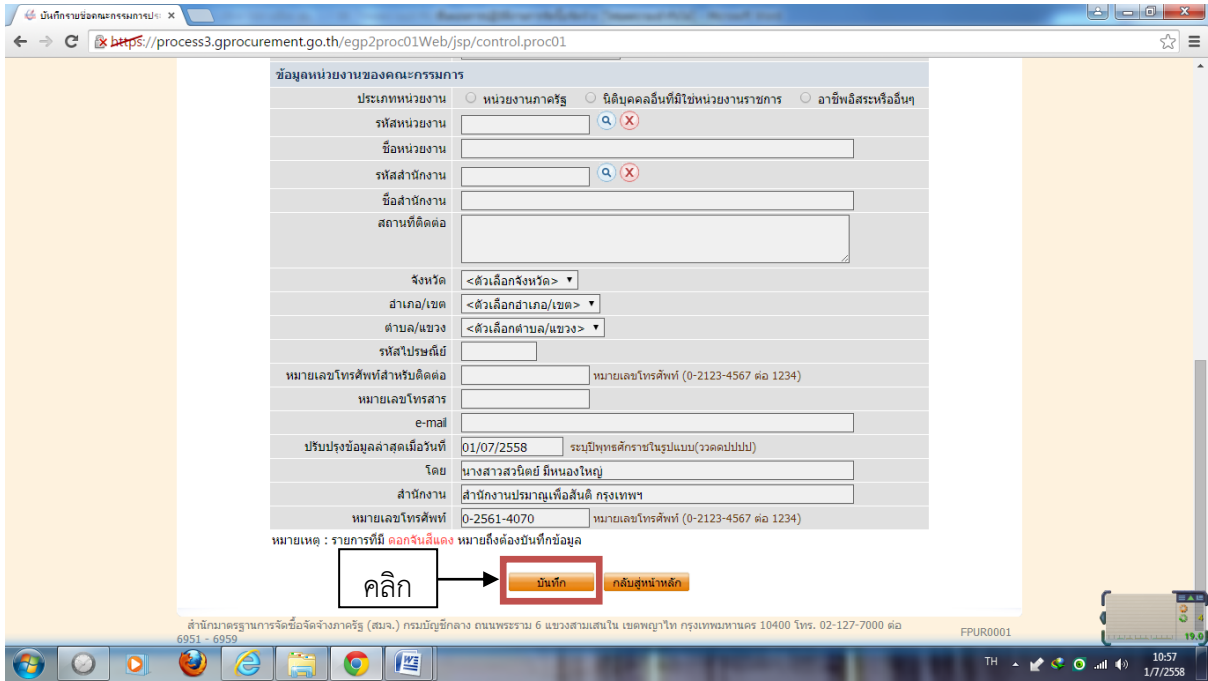 บันทึกรายชื่อคณะกรรมการประ
https://process3.gprocurement.go.th/egp2proc01Web/jsp/control.proc01
ข้อมูลหน่วยงานของคณะกรรมการ
ประเภทหน่วยงาน หน่วยงานภาครัฐ นิติบุคคลอื่นที่มิใช่หน่วยงานราชการ อาชีพอิสระหรืออื่นๆ
รหัสหน่วยงาน
ชื่อหน่วยงาน
รหัสสำนักงาน
ชื่อสำนักงาน
สถานที่ติดต่อ
จังหวัด <ตัวเลือกจังหวัด>
อำเภอ/เขต <ตัวเลือกอำเภอ/เขต>
ตำบล/แขวง <ตัวเลือกตำบล/แขวง>
รหัสไปรษณีย์
หมายเลขโทรศัพท์สำหรับติดต่อ หมายเลขโทรศัพท์ (0-2123-4567 ต่อ 1234)
หมายเลขโทรสาร
e-mail
ปรับปรุงข้อมูลล่าสุดเมื่อวันที่ 01/07/2558 ระบุปีพุทธศักราชในรูปแบบ(ววดดปปปป)
โดย นางสาวสวนิตย์ มีหนองใหญ่
สำนักงาน สำนักงานปรมาณูเพื่อสันติ กรุงเทพฯ
หมายเลขโทรศัพท์ 0-2561-4070 หมายเลขโทรศัพท์ (0-2123-4567 ต่อ 1234)
หมายเหตุ : รายการที่มี ดอกจันสีแดง หมายถึงต้องบันทึกข้อมูล
คลิก บันทึก กลับสู่หน้าหลัก
สำนักมาตรฐานการจัดซื้อจัดจ้างภาครัฐ (สมจ.) กรมบัญชีกลาง ถนนพระราม 6 แขวงสามเสนใน เขตพญาไท กรุงเทพมหานคร 10400 โทร. 02-127-7000 ต่อ
6951 - 6959 FPUR0001
19.0
TH 10:57
1/7/2558